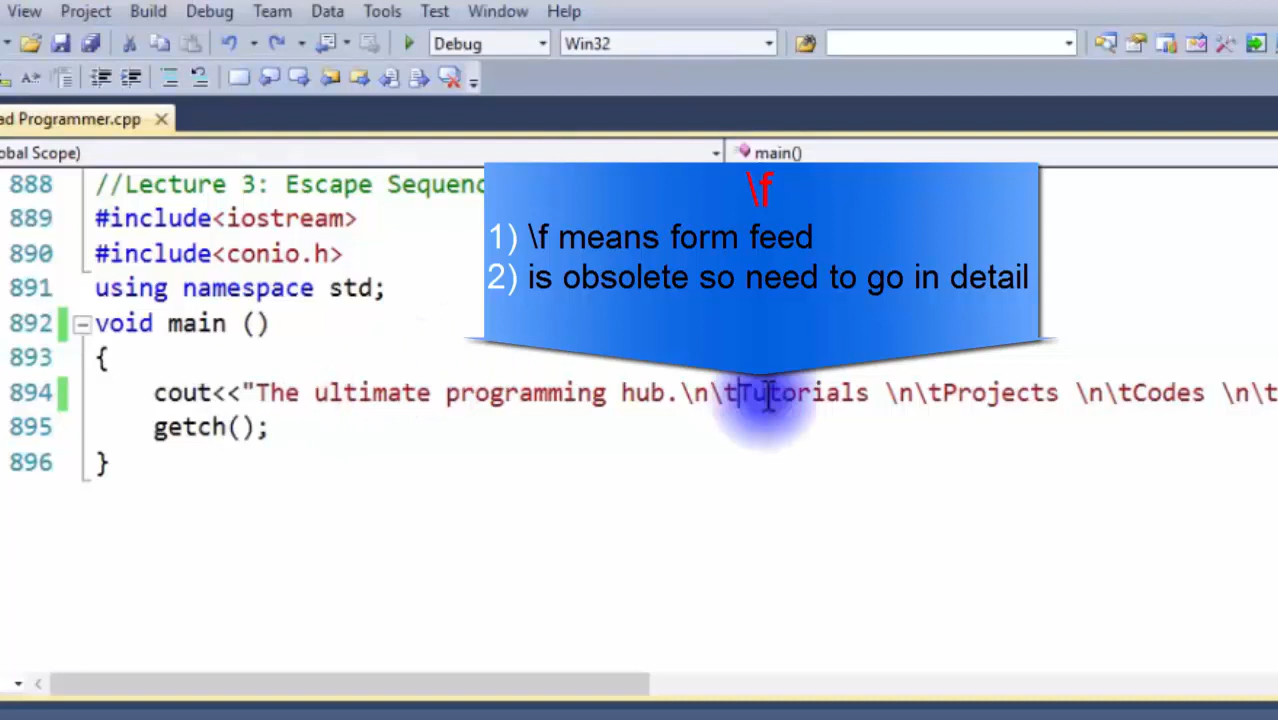 View Project Build Debug Team Data Tools Test Window Help
Debug Win32
ad Programmer.cpp
obal Scope) main()
\f
1) \f means form feed
2) is obsolete so need to go in detail
888 //Lecture 3: Escape Sequenc
889 #include<iostream>
890 #include<conio.h>
891 using namespace std;
892 void main ()
893 {
894 cout<<"The ultimate programming hub.\n\tTutorials \n\tProjects \n\tCodes \n\t
895 getch();
896 }